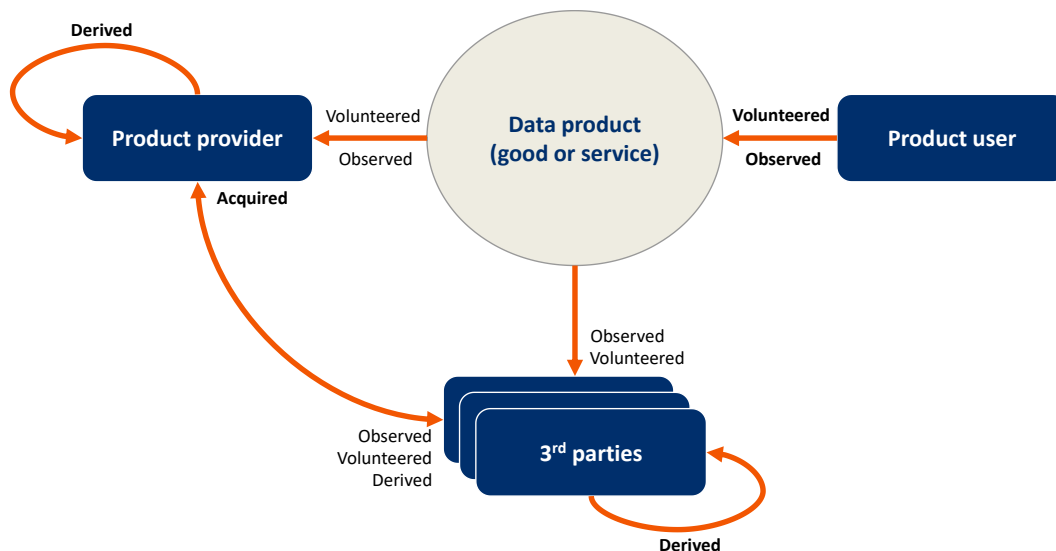 Derived
Product provider
Volunteered
Observed
Data product
(good or service)
Volunteered
Observed
Product user
Acquired
Observed
Volunteered
Observed
Volunteered
Derived
3rd parties
Derived